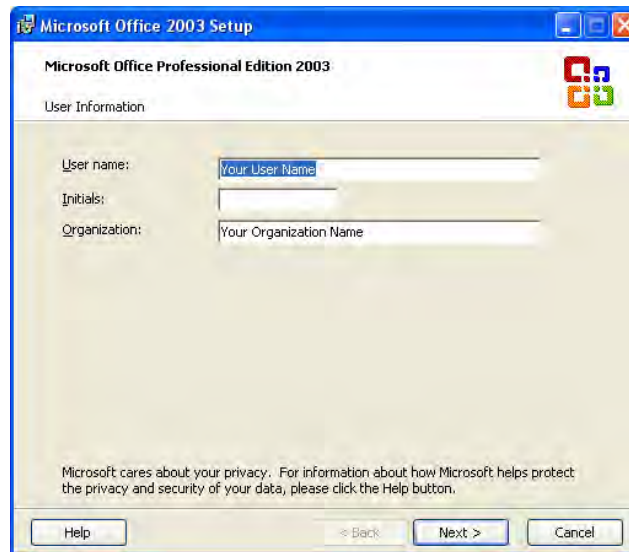 Microsoft Office 2003 Setup
Microsoft Office Professional Edition 2003
User Information
User name: Your User Name
Initials:
Organization: Your Organization Name
Microsoft cares about your privacy. For information about how Microsoft helps protect
the privacy and security of your data, please click the Help button.
Help < Back Next > Cancel